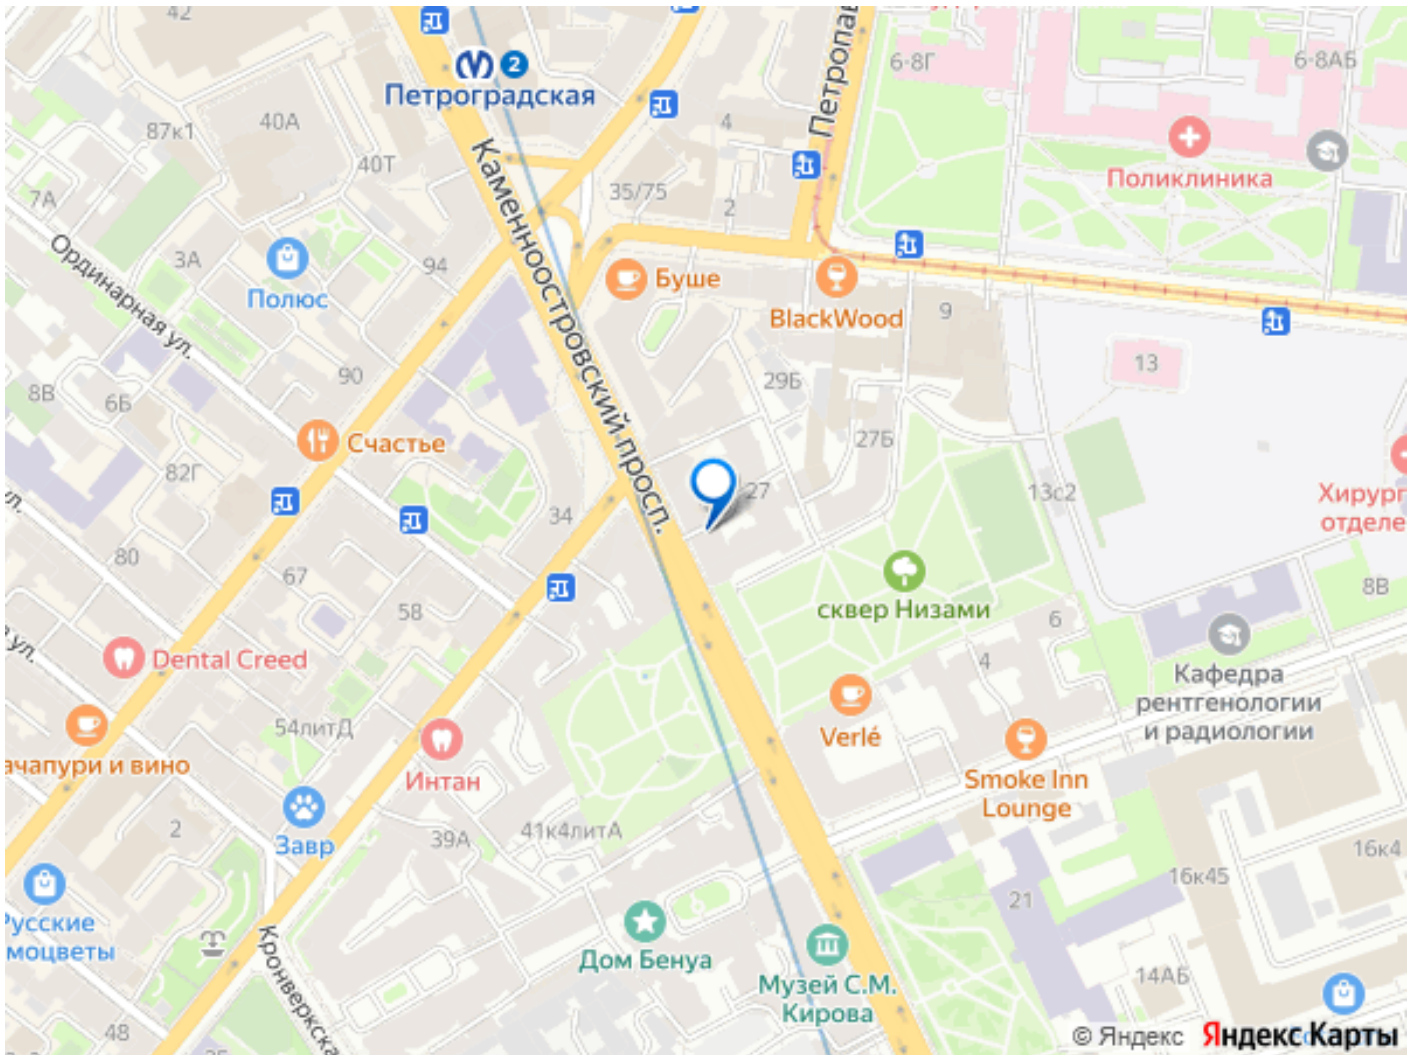 42
2
Петроградская
6-8Г
6-8АБ
Петропав
87к1
40А
40Т
4
Поликлиника
7А
35/75
2
Каменноостровский просп.
Ординарная ул.
3А
94
Полюс
Буше
BlackWood
9
13
90
29Б
8В
6Б
Счастье
27Б
82Г
27
13с2
Хирург
отделе
ул.
34
80
67
58
сквер Низами
8В
6
4
ул.
Dental Creed
Кафедра
рентгенологии
и радиологии
54литД
Verlé
ачапури и вино
Интан
Smoke Inn
Lounge
2
Завр
39А
41к4литА
16к4
16к45
21
Русские
моцветы
Кронверкска
Дом Бенуа
Музей С.М.
Кирова
14АБ
48
© Яндекс Яндекс Карты